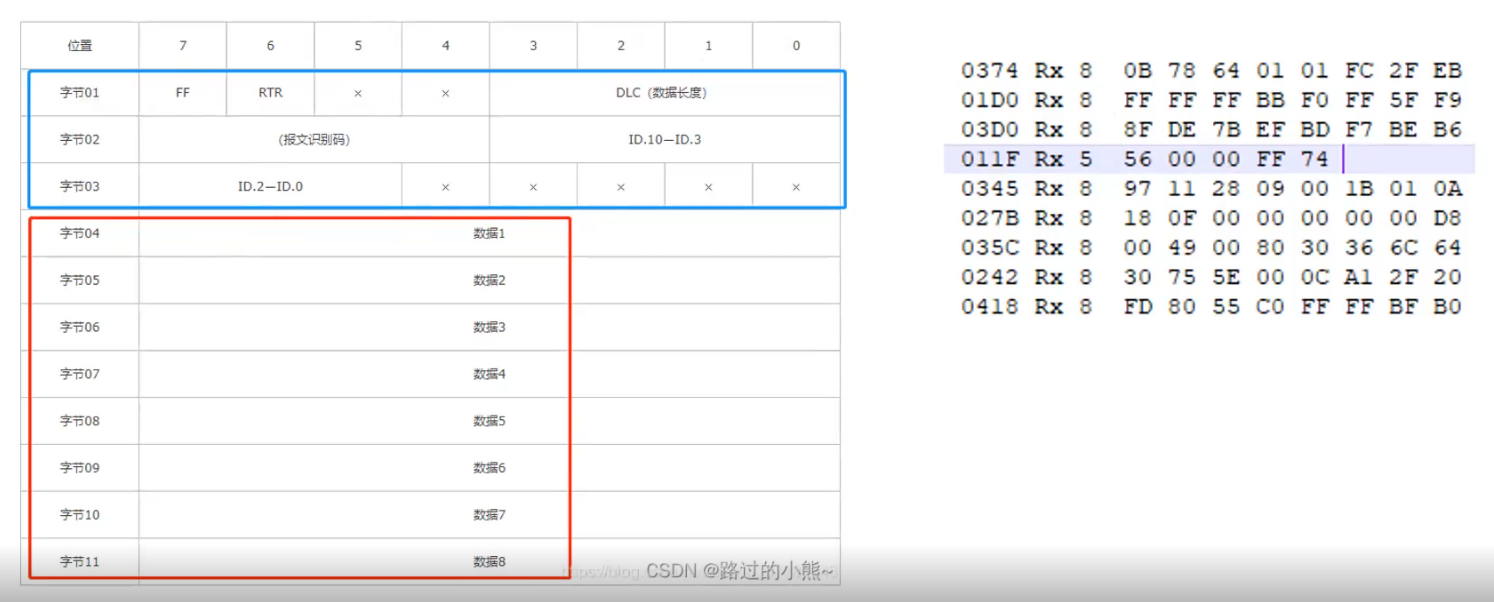 位置 7 6 5 4 3 2 1 0
字节01 FF RTR × × DLC（数据长度）
字节02 （报文识别码） ID.10—ID.3
字节03 ID.2—ID.0 × × × × ×
字节04 数据1
字节05 数据2
字节06 数据3
字节07 数据4
字节08 数据5
字节09 数据6
字节10 数据7
字节11 数据8
CSDN @路过的小熊~
0374 Rx 8 0B 78 64 01 01 FC 2F EB
01D0 Rx 8 FF FF FF BB F0 FF 5F F9
03D0 Rx 8 8F DE 7B EF BD F7 BE B6
011F Rx 5 56 00 00 FF 74
0345 Rx 8 97 11 28 09 00 1B 01 0A
027B Rx 8 18 0F 00 00 00 00 00 D8
035C Rx 8 00 49 00 80 30 36 6C 64
0242 Rx 8 30 75 5E 00 0C A1 2F 20
0418 Rx 8 FD 80 55 C0 FF FF BF B0